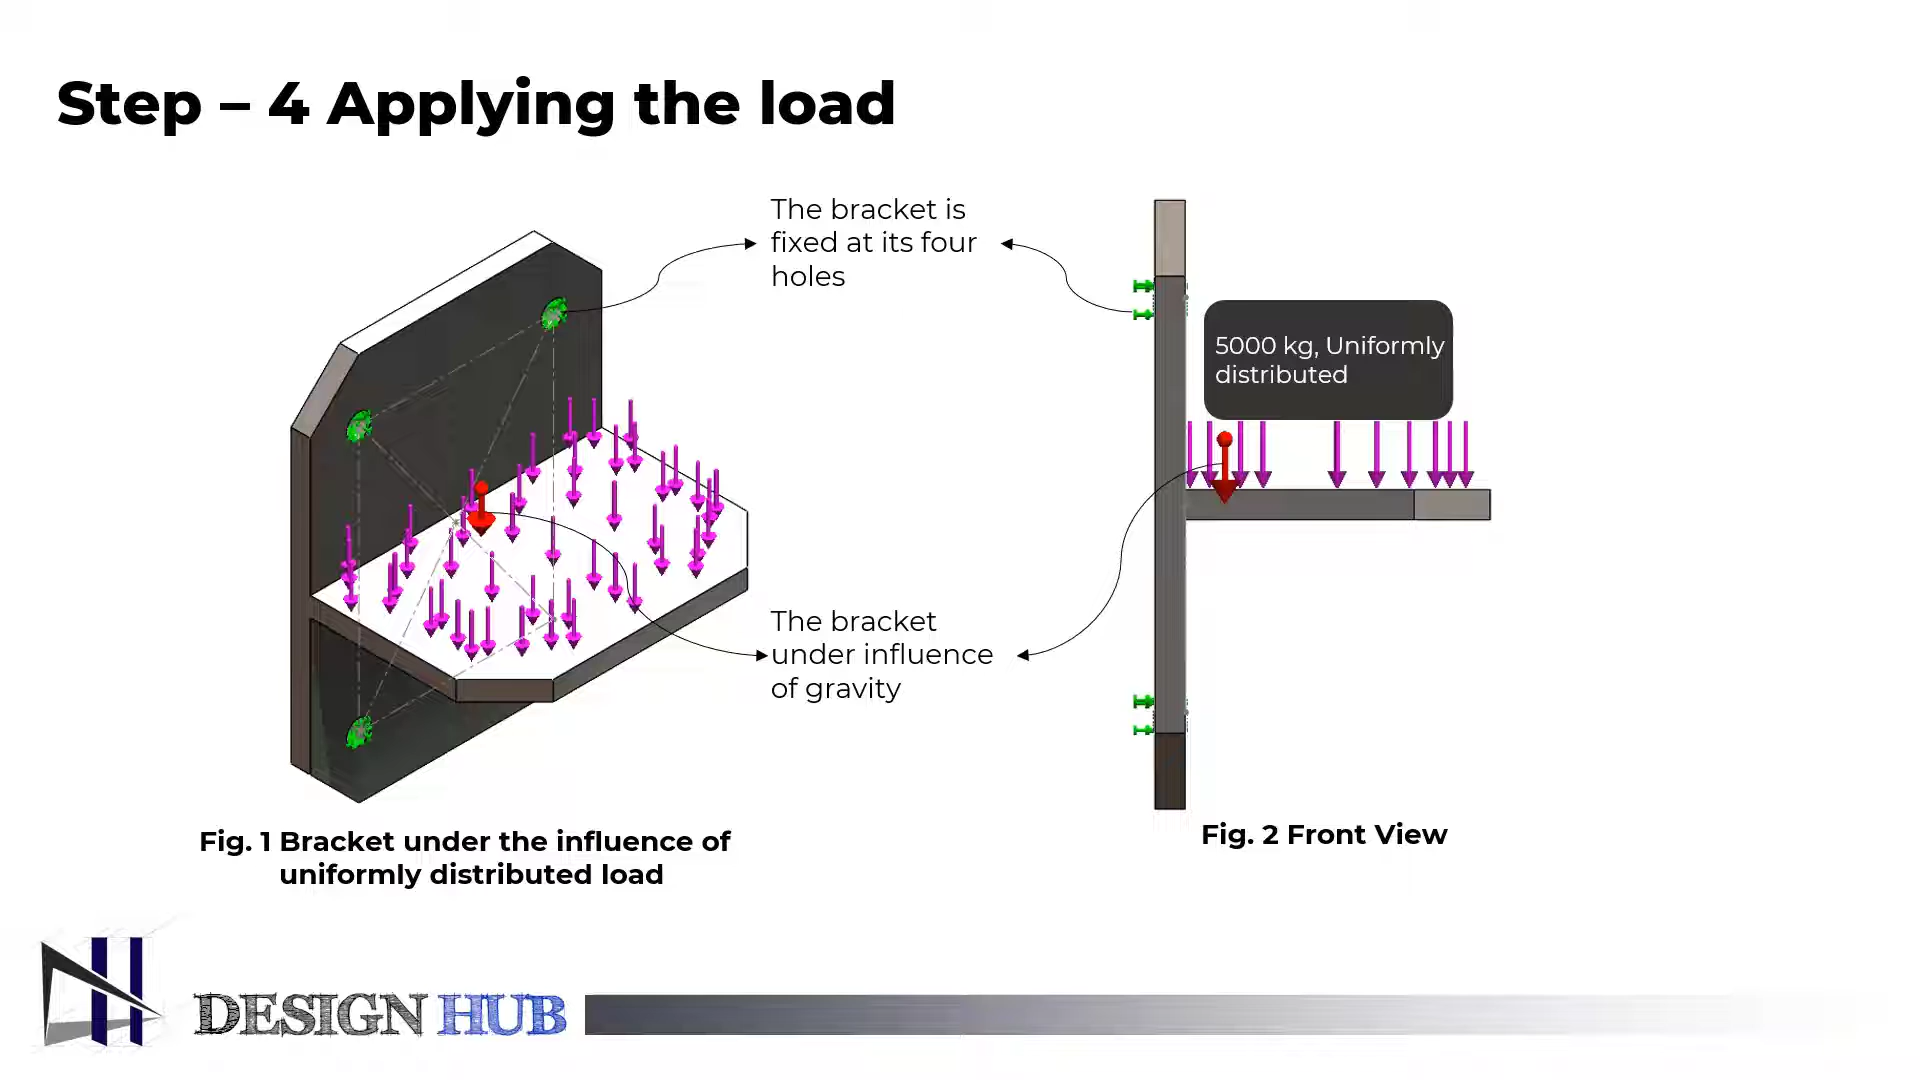 Step – 4 Applying the load
The bracket is
fixed at its four
holes
5000 kg, Uniformly
distributed
The bracket
under influence
of gravity
Fig. 1 Bracket under the influence of
uniformly distributed load
Fig. 2 Front View
DESIGN HUB